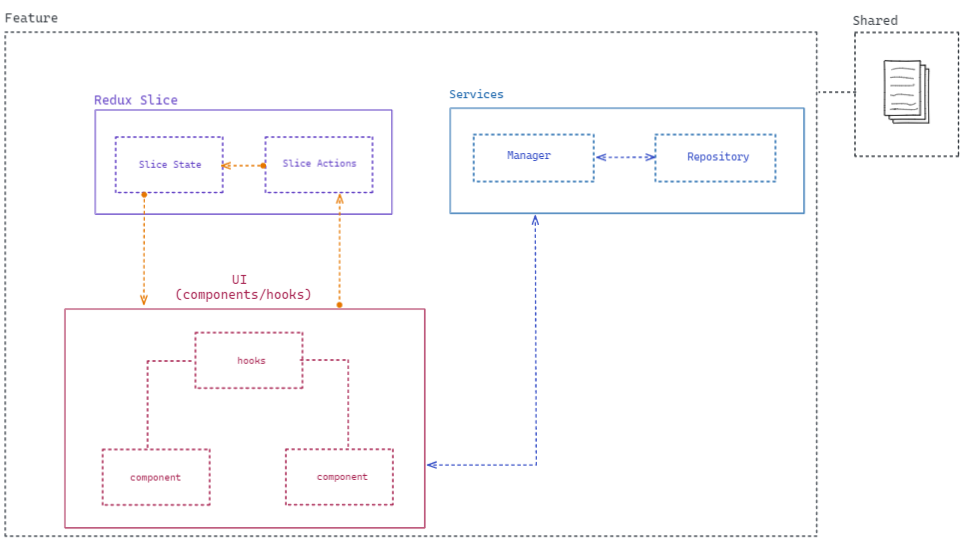 Feature
Shared
Redux Slice
Services
Slice State
Slice Actions
Manager
Repository
UI
(components/hooks)
hooks
component
component